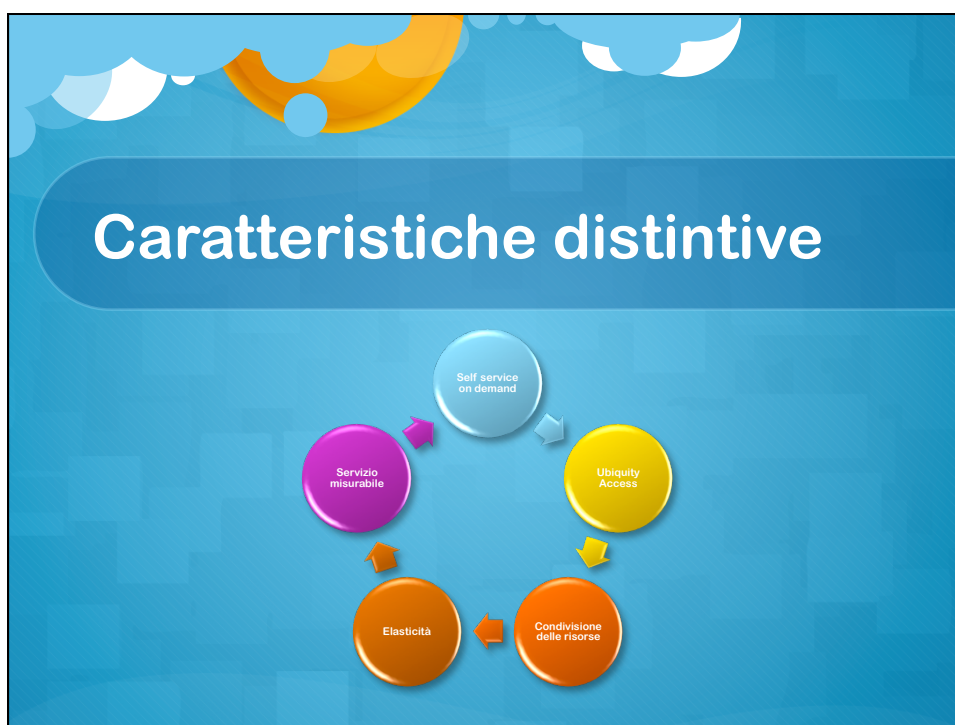 Caratteristiche distintive
Self service
on demand
Ubiquity
Access
Condivisione
delle risorse
Elasticità
Servizio
misurabile